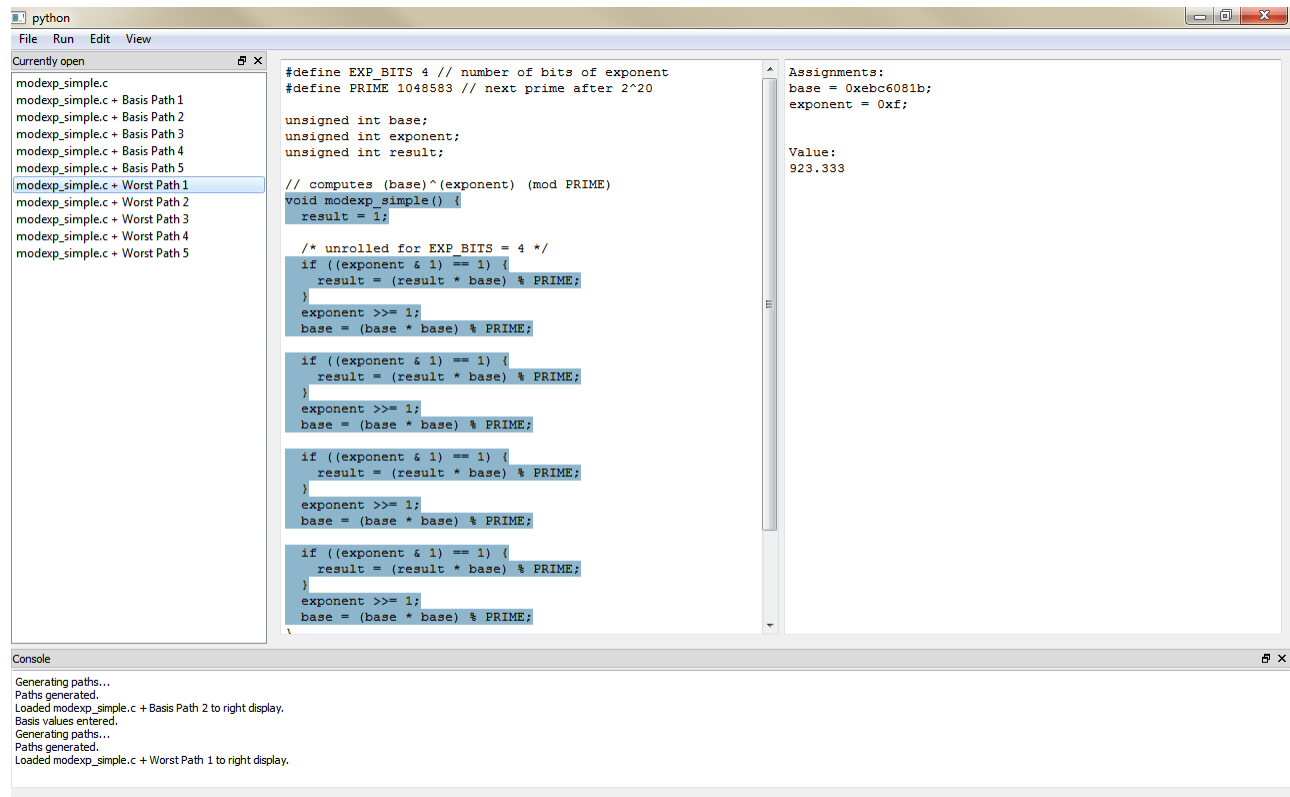 python
File Run Edit View
Currently open
modexp_simple.c
modexp_simple.c + Basis Path 1
modexp_simple.c + Basis Path 2
modexp_simple.c + Basis Path 3
modexp_simple.c + Basis Path 4
modexp_simple.c + Basis Path 5
modexp_simple.c + Worst Path 1
modexp_simple.c + Worst Path 2
modexp_simple.c + Worst Path 3
modexp_simple.c + Worst Path 4
modexp_simple.c + Worst Path 5
#define EXP_BITS 4 // number of bits of exponent
#define PRIME 1048583 // next prime after 2^20
unsigned int base;
unsigned int exponent;
unsigned int result;
// computes (base)^(exponent) (mod PRIME)
void modexp_simple() {
result = 1;
/* unrolled for EXP_BITS = 4 */
if ((exponent & 1) == 1) {
result = (result * base) % PRIME;
}
exponent >>= 1;
base = (base * base) % PRIME;
if ((exponent & 1) == 1) {
result = (result * base) % PRIME;
}
exponent >>= 1;
base = (base * base) % PRIME;
if ((exponent & 1) == 1) {
result = (result * base) % PRIME;
}
exponent >>= 1;
base = (base * base) % PRIME;
if ((exponent & 1) == 1) {
result = (result * base) % PRIME;
}
exponent >>= 1;
base = (base * base) % PRIME;
}
Assignments:
base = 0xebc6081b;
exponent = 0xf;
Value:
923.333
Console
Generating paths...
Paths generated.
Loaded modexp_simple.c + Basis Path 2 to right display.
Basis values entered.
Generating paths...
Paths generated.
Loaded modexp_simple.c + Worst Path 1 to right display.